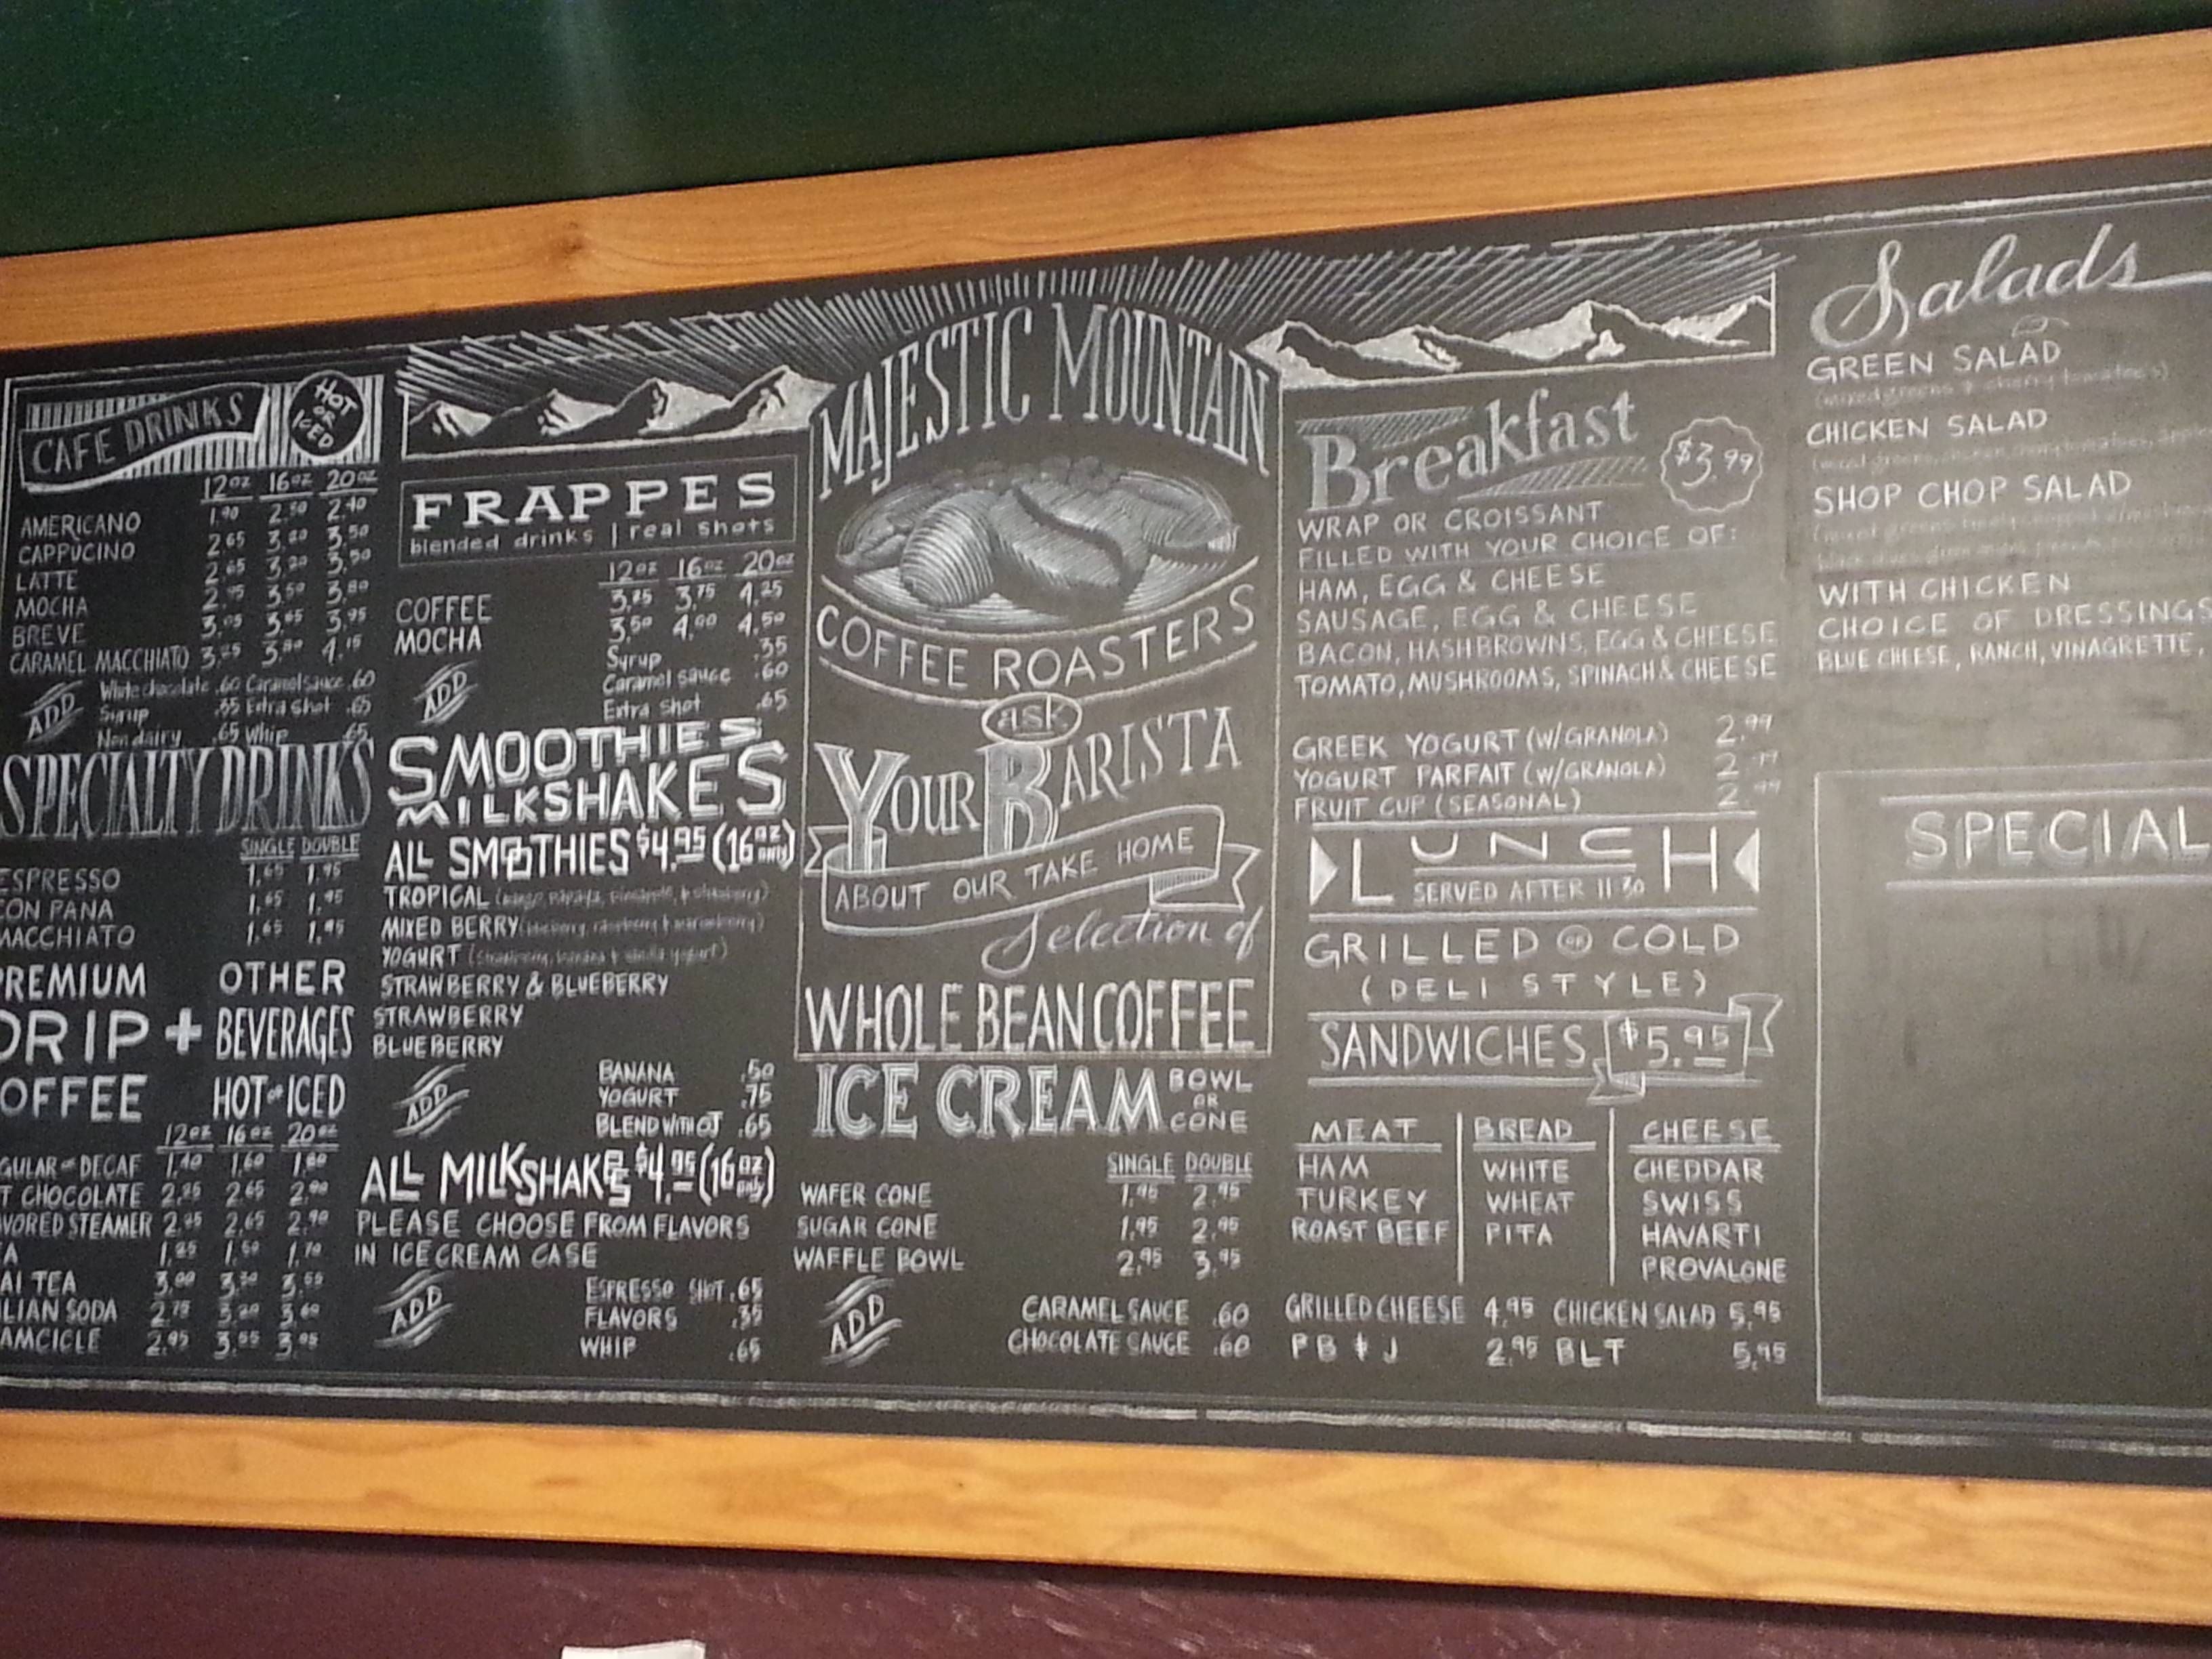 CAFE DRINKS
HOT OR ICED
12oz 16oz 20oz
AMERICANO 1.90 2.40
CAPPUCINO 2.65 3.20 3.50
LATTE 2.65 3.20 3.50
MOCHA 2.95 3.50 3.80
BREVE 3.05 3.65 3.95
CARAMEL MACCHIATO 3.25 3.80 4.15
ADD
White chocolate .60 Caramel sauce .60
Syrup .35 Extra shot .65
Non dairy .65 Whip .65
SPECIALTY DRINKS
SINGLE DOUBLE
ESPRESSO 1.65 1.95
CON PANA 1.65 1.95
MACCHIATO 1.65 1.95
PREMIUM
DRIP +
OFFEE
OTHER
BEVERAGES
HOT or ICED
12oz 16oz 20oz
GULAR or DECAF 1.40 1.60 1.80
T CHOCOLATE 2.25 2.65 2.90
VORED STEAMER 2.25 2.65 2.90
A 1.25 1.50 1.70
AI TEA 3.00 3.30 3.55
LIAN SODA 2.75 3.20 3.60
AMCICLE 2.95 3.55 3.95
FRAPPES
blended drinks | real shots
12oz 16oz 20oz
COFFEE 3.25 3.75 4.25
MOCHA 3.50 4.00 4.50
ADD
Syrup .35
Caramel sauce .60
Extra shot .65
SMOOTHIES
MILKSHAKES
ALL SMOOTHIES $4.95 (16oz only)
TROPICAL (mango, papaya, pineapple, & strawberry)
MIXED BERRY (blueberry, raspberry & marionberry)
YOGURT (strawberry, banana & vanilla yogurt)
STRAWBERRY & BLUEBERRY
STRAWBERRY
BLUEBERRY
ADD
BANANA .50
YOGURT .75
BLEND WITH OJ .65
ALL MILKSHAKES $4.95 (16oz only)
PLEASE CHOOSE FROM FLAVORS
IN ICE CREAM CASE
ADD
ESPRESSO SHOT .65
FLAVORS .35
WHIP .65
MAJESTIC MOUNTAIN
COFFEE ROASTERS
ask
YOUR BARISTA
ABOUT OUR TAKE HOME
Selection of
WHOLE BEAN COFFEE
ICE CREAM BOWL OR CONE
SINGLE DOUBLE
WAFER CONE 1.95 2.95
SUGAR CONE 1.95 2.95
WAFFLE BOWL 2.95 3.95
ADD
CARAMEL SAUCE .60
CHOCOLATE SAUCE .60
Breakfast $3.99
WRAP OR CROISSANT
FILLED WITH YOUR CHOICE OF:
HAM, EGG & CHEESE
SAUSAGE, EGG & CHEESE
BACON, HASHBROWNS, EGG & CHEESE
TOMATO, MUSHROOMS, SPINACH & CHEESE
GREEK YOGURT (W/GRANOLA) 2.99
YOGURT PARFAIT (W/GRANOLA) 2.99
FRUIT CUP (SEASONAL) 2.99
LUNCH
SERVED AFTER 11:30
GRILLED OR COLD
(DELI STYLE)
SANDWICHES $5.95
MEAT BREAD CHEESE
HAM WHITE CHEDDAR
TURKEY WHEAT SWISS
ROAST BEEF PITA HAVARTI
PROVALONE
GRILLED CHEESE 4.95 CHICKEN SALAD 5.95
PB & J 2.95 BLT 5.95
Salads
GREEN SALAD
(mixed greens & cherry tomatoes)
CHICKEN SALAD
SHOP CHOP SALAD
WITH CHICKEN
CHOICE OF DRESSINGS
BLUE CHEESE, RANCH, VINAGRETTE,
SPECIAL